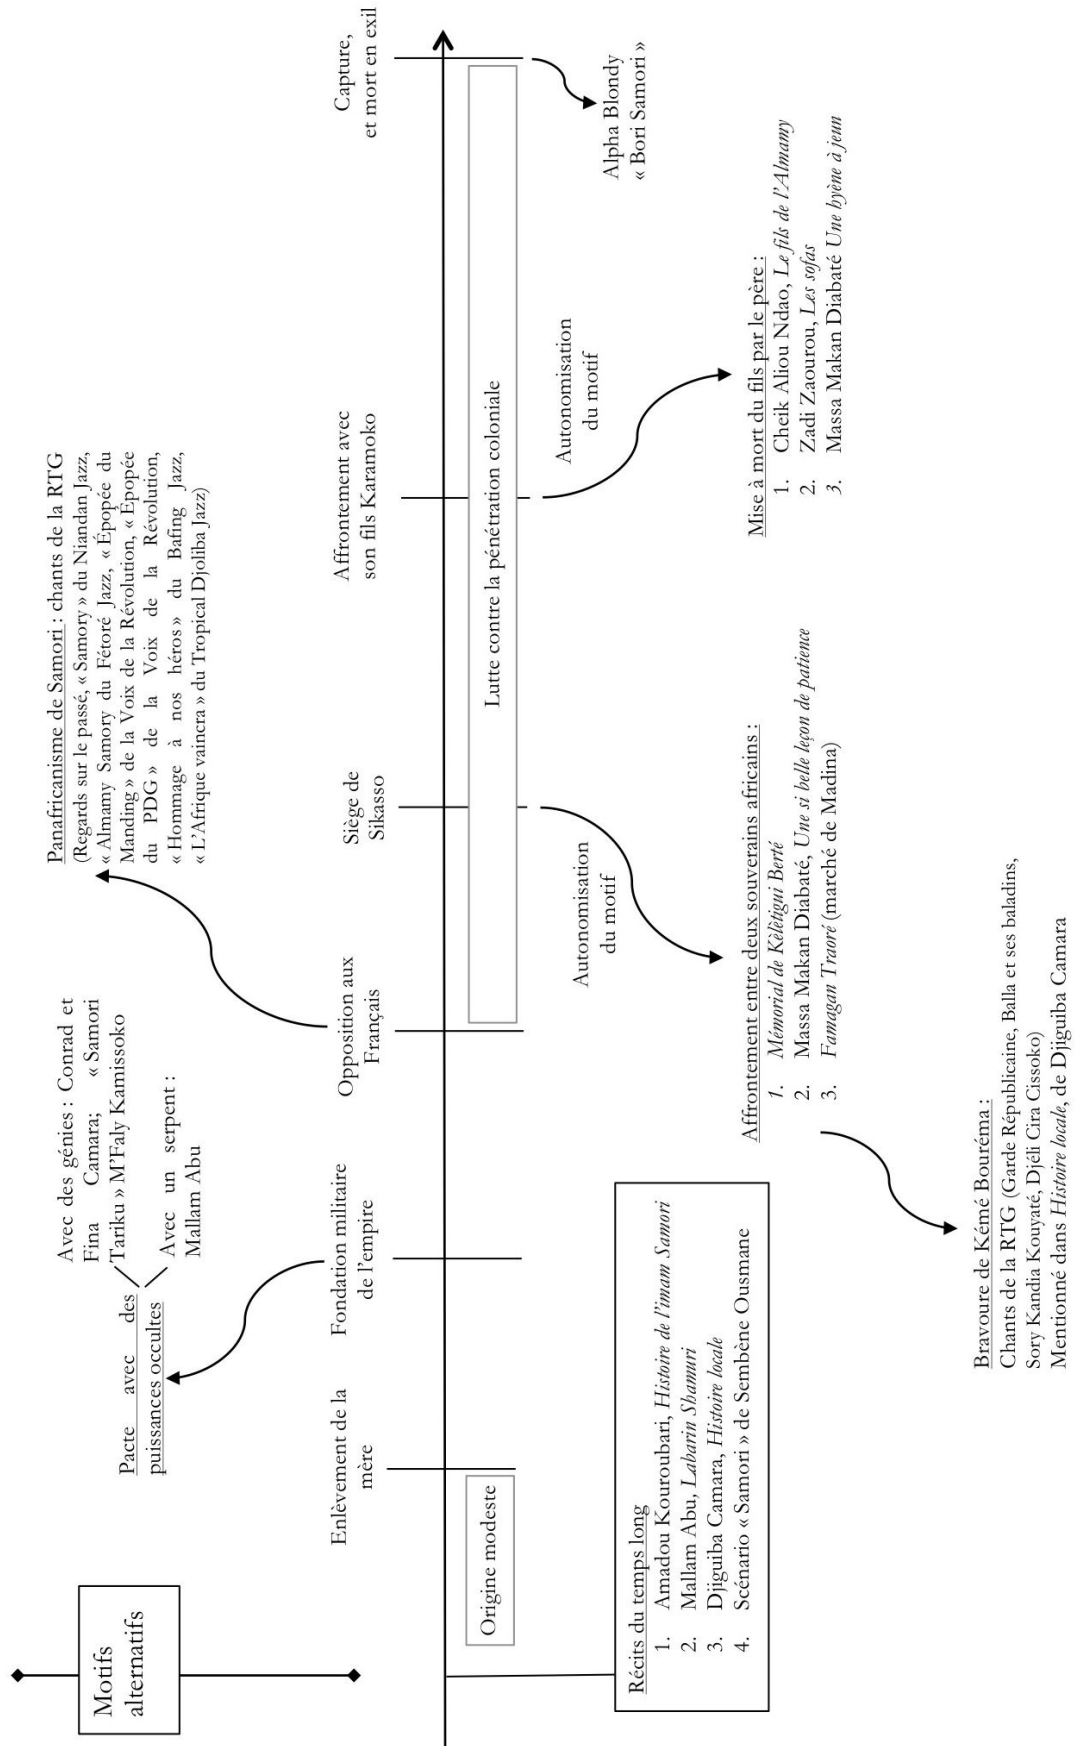 Motifs
alternatifs
Pacte avec des
puissances occultes
Avec des génies : Conrad et
Fina Camara; « Samori
Tariku » M'Faly Kamissoko
Avec un serpent :
Mallam Abu
Panafricanisme de Samori : chants de la RTG
(Regards sur le passé, « Samory » du Niandan Jazz,
« Almamy Samory du Fétoré Jazz, « Épopée du
Manding » de la Voix de la Révolution, « Épopée
du PDG » de la Voix de la Révolution,
« Hommage à nos héros » du Bafing Jazz,
« L'Afrique vaincra » du Tropical Djoliba Jazz)
Enlèvement de la
mère
Fondation militaire
de l'empire
Opposition aux
Français
Siège de
Sikasso
Affrontement avec
son fils Karamoko
Capture,
et mort en exil
Origine modeste
Lutte contre la pénétration coloniale
Autonomisation
du motif
Autonomisation
du motif
Alpha Blondy
« Bori Samori »
Récits du temps long
1. Amadou Kouroubari, Histoire de l'imam Samori
2. Mallam Abu, Labarin Shamuri
3. Djiguiba Camara, Histoire locale
4. Scénario « Samori » de Sembène Ousmane
Affrontement entre deux souverains africains :
1. Mémorial de Kèlètigui Berté
2. Massa Makan Diabaté, Une si belle leçon de patience
3. Famagan Traoré (marché de Madina)
Mise à mort du fils par le père :
1. Cheik Aliou Ndao, Le fils de l'Almamy
2. Zadi Zaourou, Les sofas
3. Massa Makan Diabaté Une hyène à jeun
Bravoure de Kémé Bouréma :
Chants de la RTG (Garde Républicaine, Balla et ses baladins,
Sory Kandia Kouyaté, Djéli Cira Cissoko)
Mentionné dans Histoire locale, de Djiguiba Camara